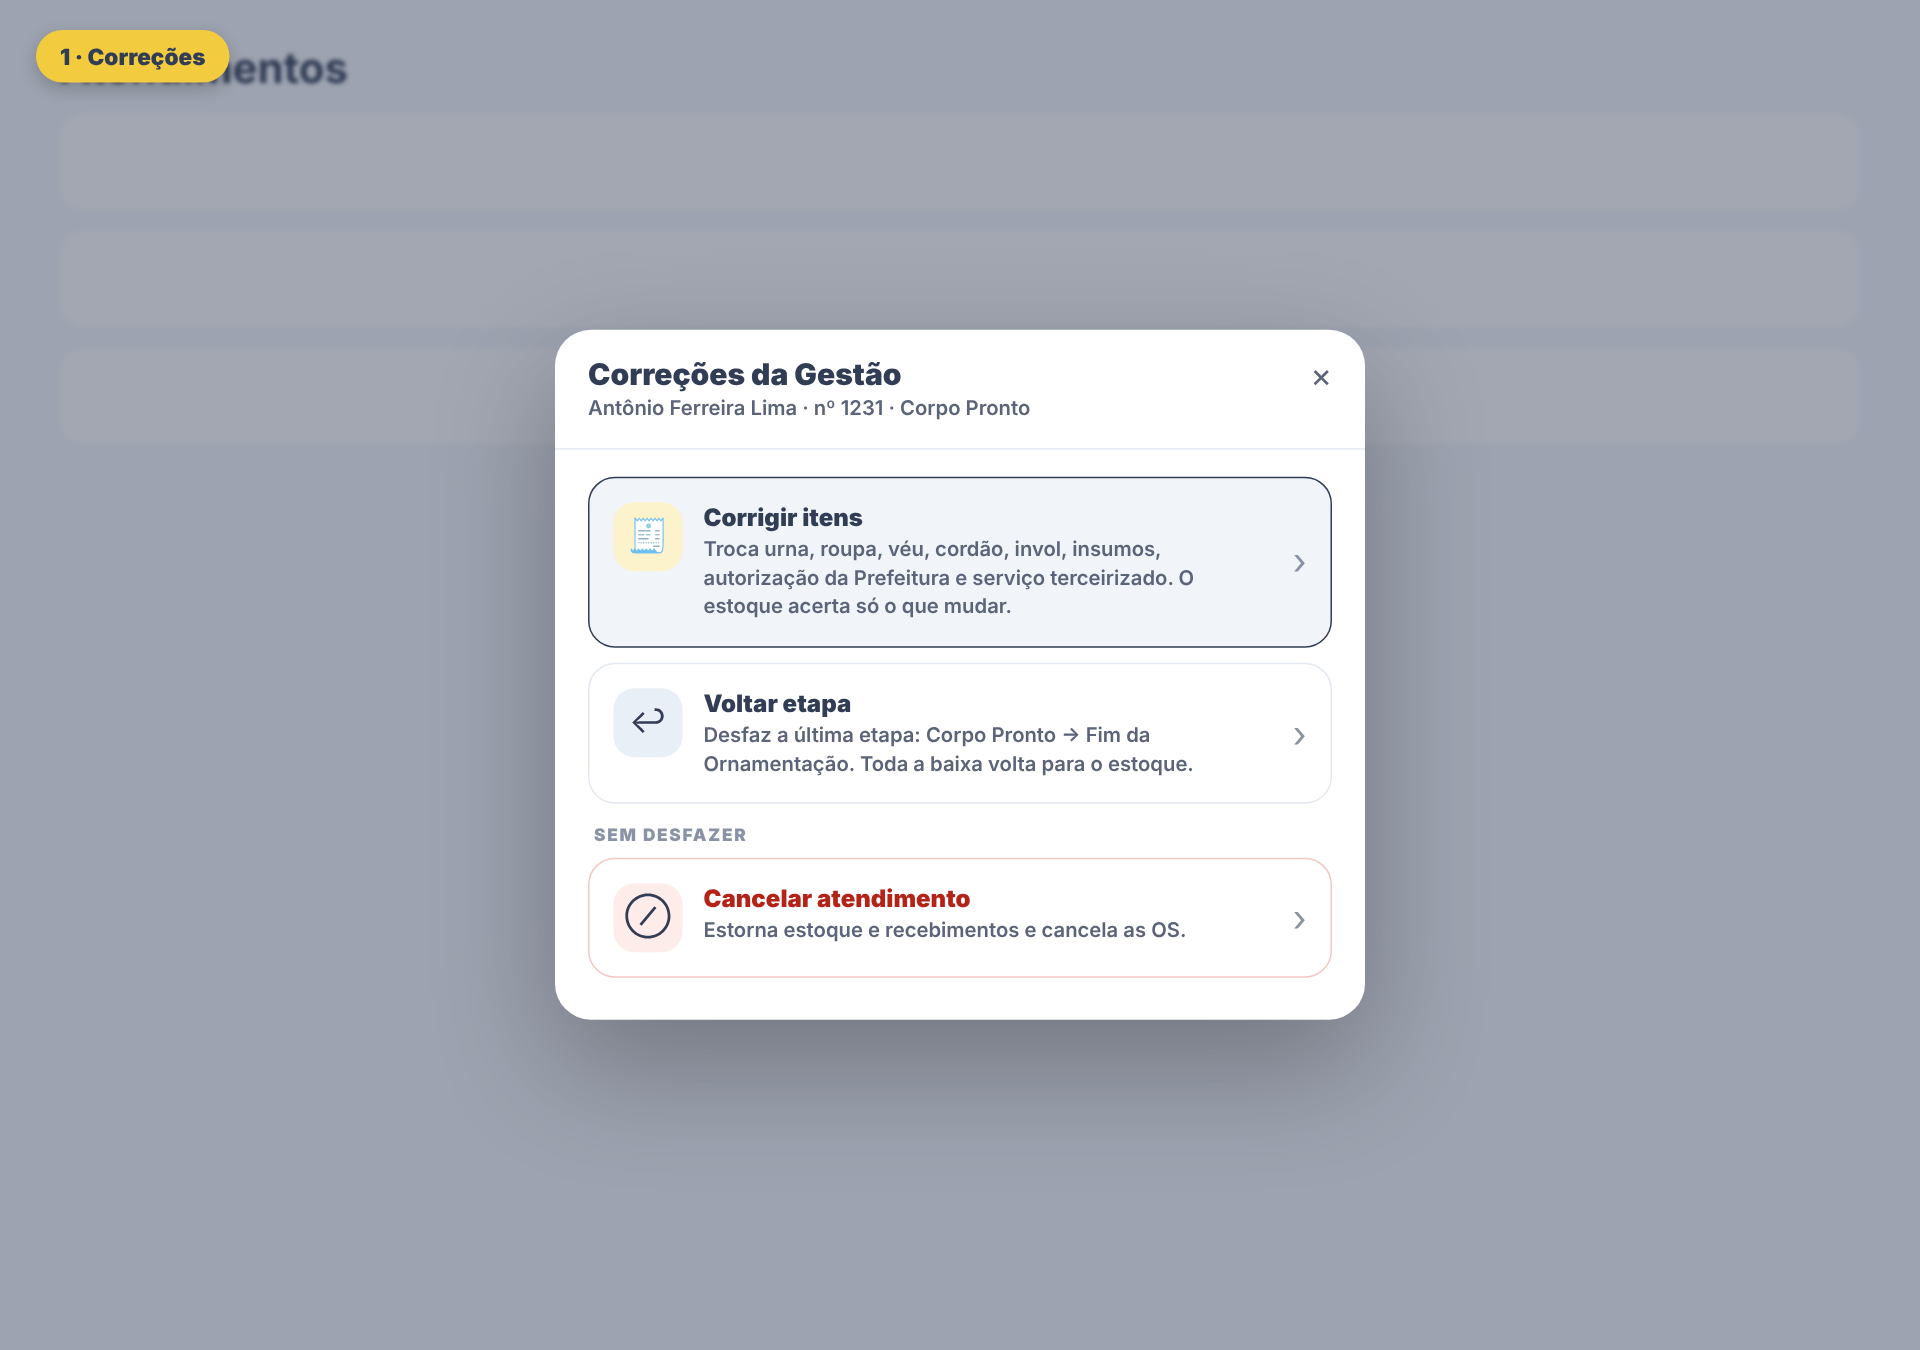 1 · Correções
mentos
Correções da Gestão
×
Antônio Ferreira Lima · nº 1231 · Corpo Pronto
Corrigir itens
Troca urna, roupa, véu, cordão, invol, insumos,
autorização da Prefeitura e serviço terceirizado. O
estoque acerta só o que mudar.
Voltar etapa
Desfaz a última etapa: Corpo Pronto → Fim da
Ornamentação. Toda a baixa volta para o estoque.
SEM DESFAZER
Cancelar atendimento
Estorna estoque e recebimentos e cancela as OS.